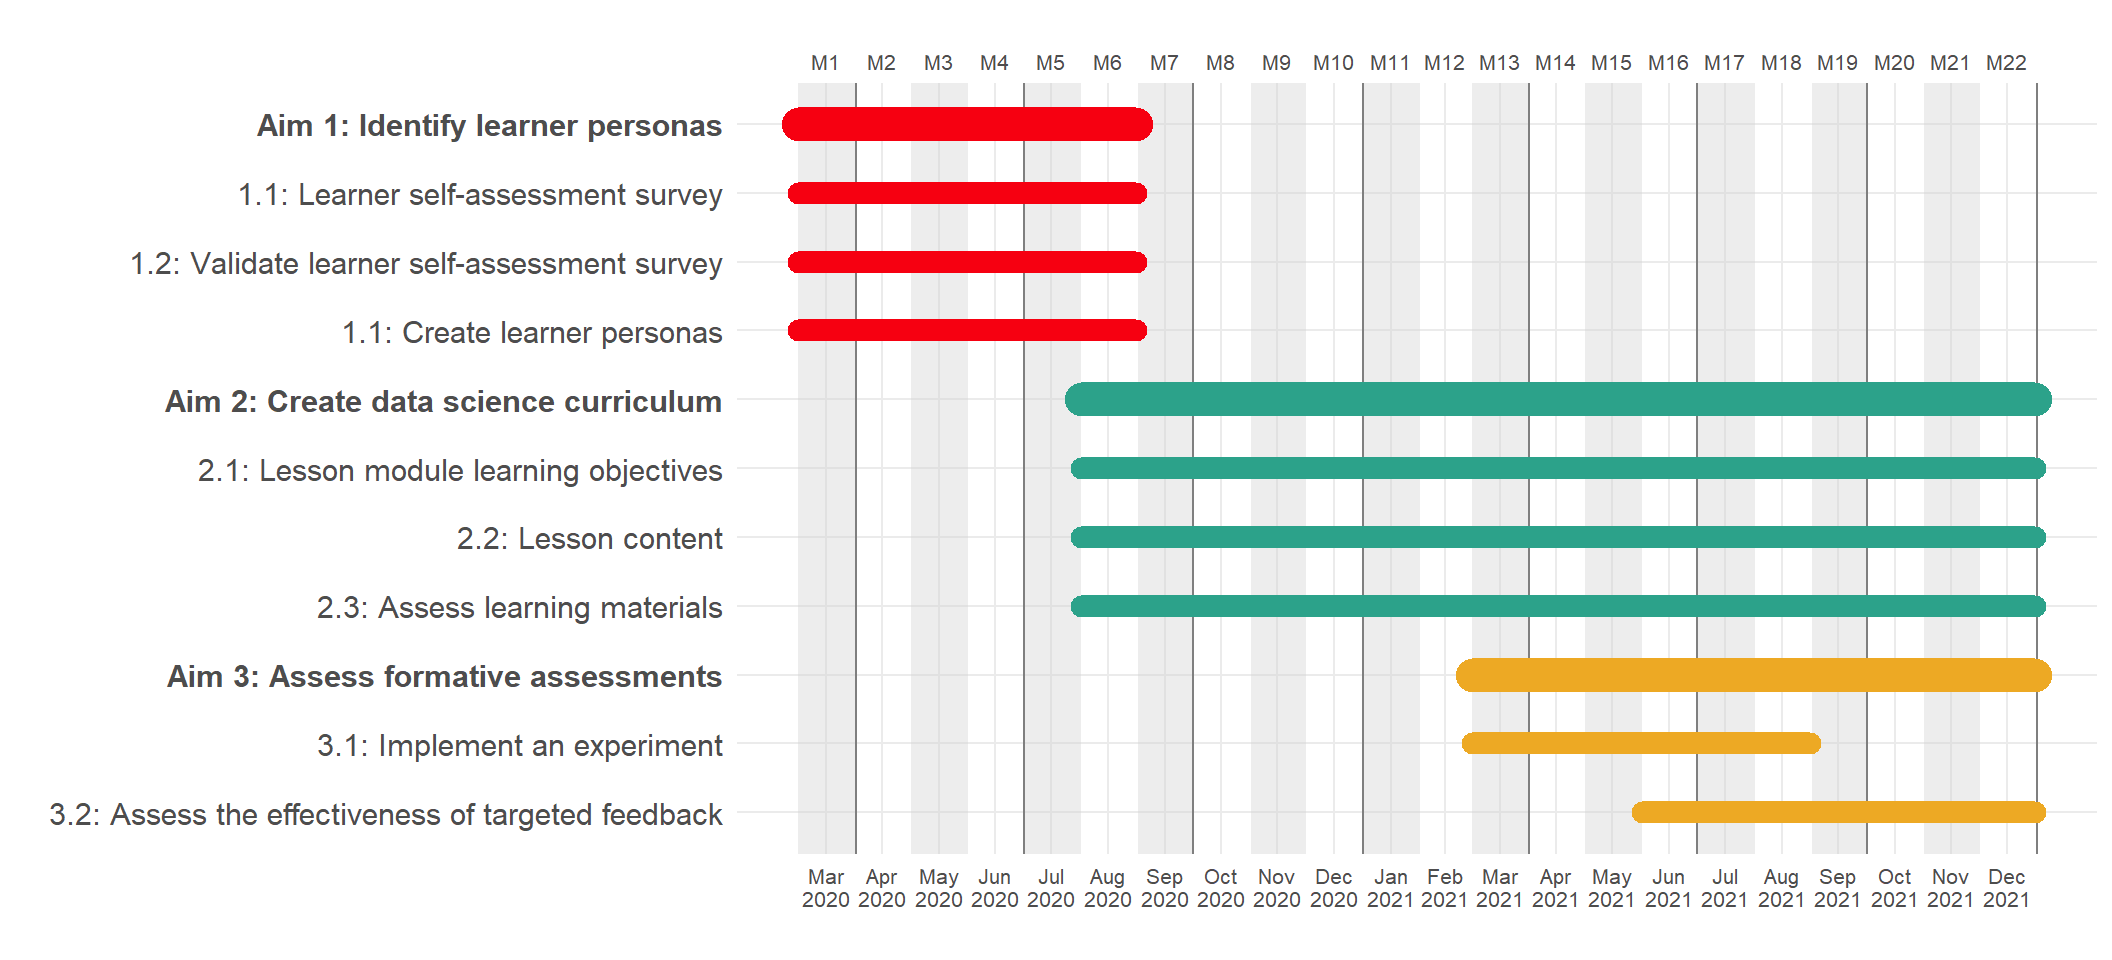 M1 M2 M3 M4 M5 M6 M7 M8 M9 M10 M11 M12 M13 M14 M15 M16 M17 M18 M19 M20 M21 M22
Aim 1: Identify learner personas
1.1: Learner self-assessment survey
1.2: Validate learner self-assessment survey
1.1: Create learner personas
Aim 2: Create data science curriculum
2.1: Lesson module learning objectives
2.2: Lesson content
2.3: Assess learning materials
Aim 3: Assess formative assessments
3.1: Implement an experiment
3.2: Assess the effectiveness of targeted feedback
Mar Apr May Jun Jul Aug Sep Oct Nov Dec Jan Feb Mar Apr May Jun Jul Aug Sep Oct Nov Dec
2020 2020 2020 2020 2020 2020 2020 2020 2020 2020 2021 2021 2021 2021 2021 2021 2021 2021 2021 2021 2021 2021